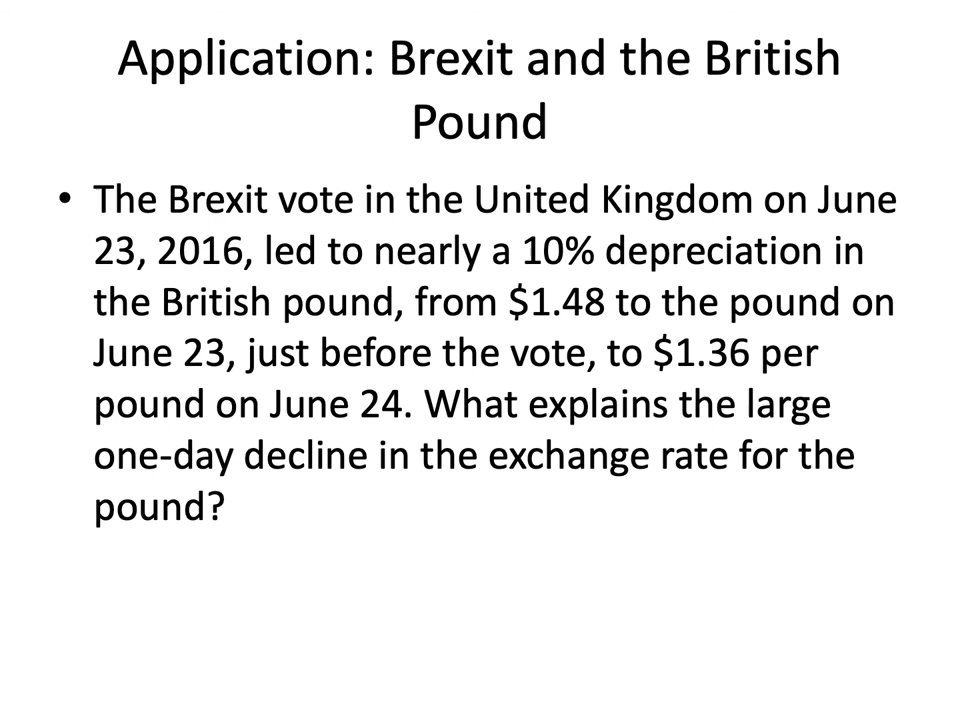 Application: Brexit and the British
Pound
• The Brexit vote in the United Kingdom on June
23, 2016, led to nearly a 10% depreciation in
the British pound, from $1.48 to the pound on
June 23, just before the vote, to $1.36 per
pound on June 24. What explains the large
one-day decline in the exchange rate for the
pound?